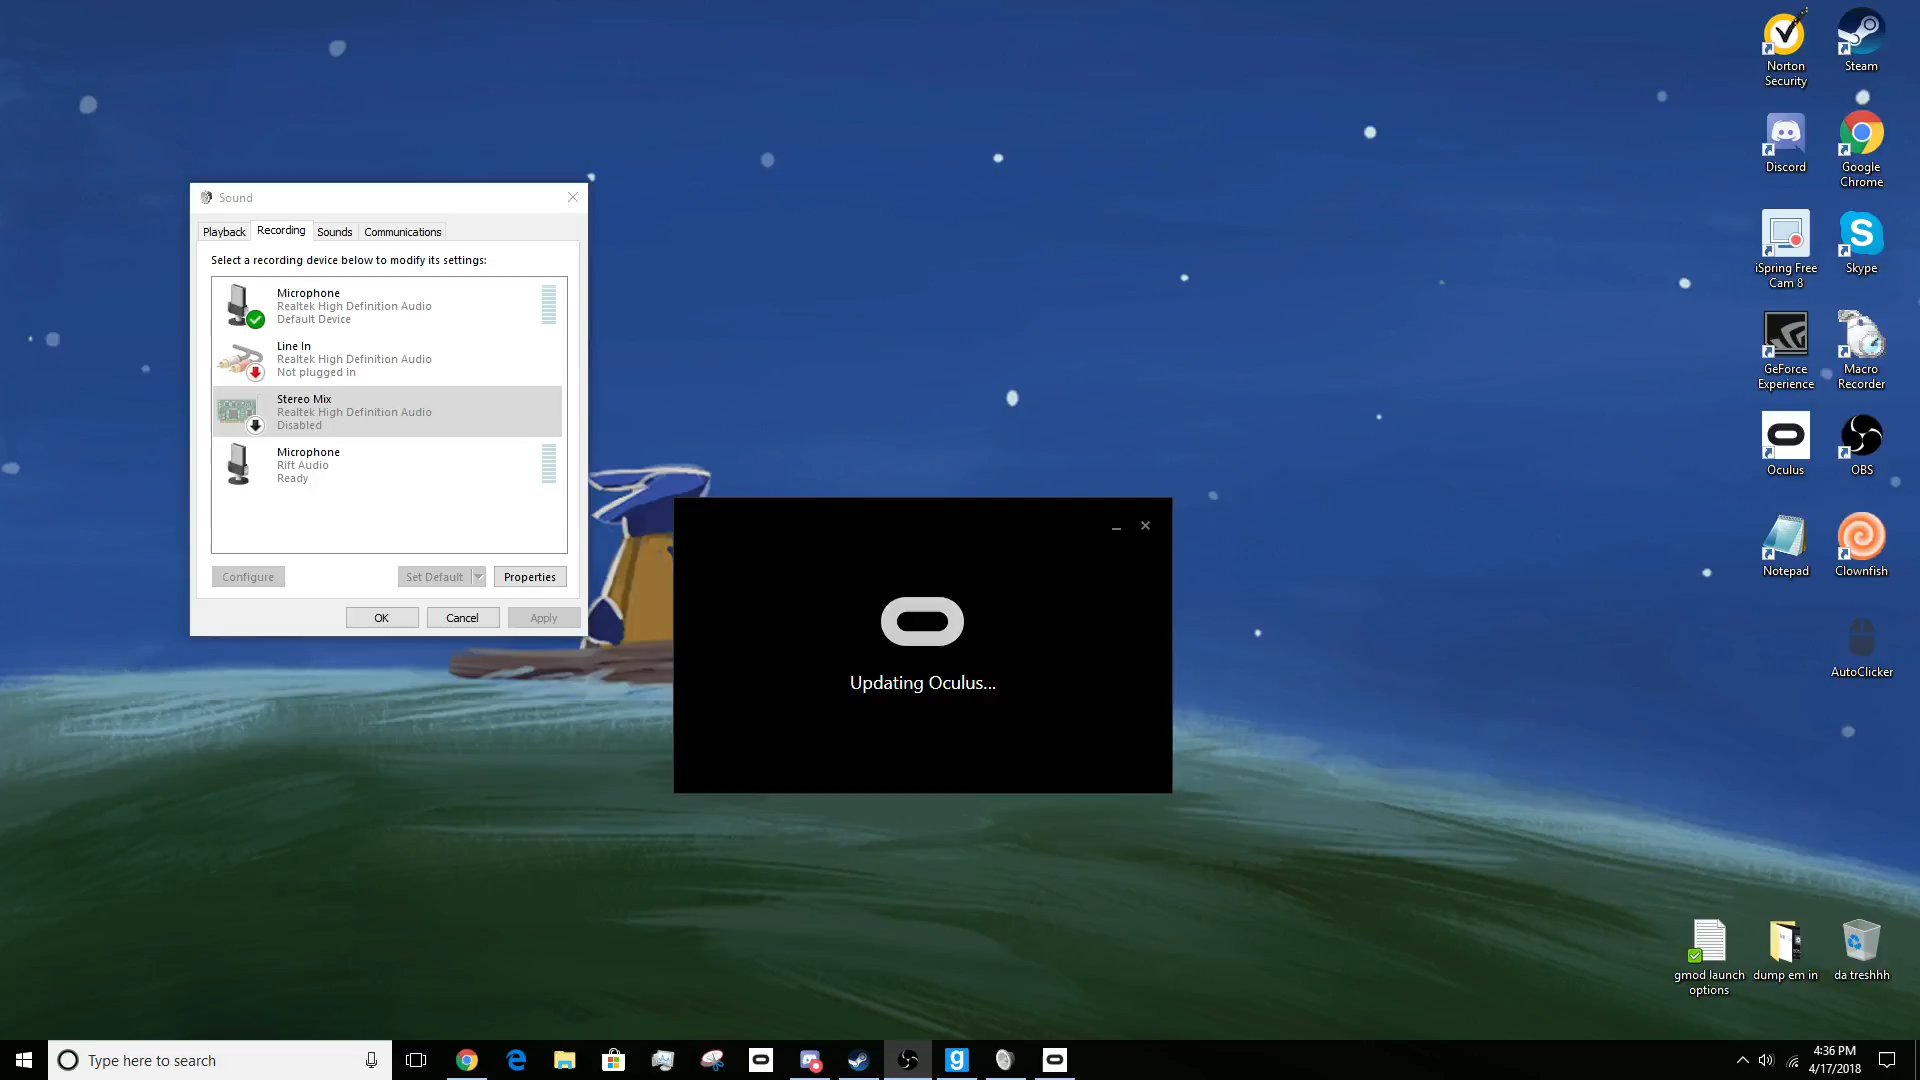 Sound
Playback
Recording
Sounds
Communications
Select a recording device below to modify its settings:
Microphone
Realtek High Definition Audio
Default Device
Line In
Realtek High Definition Audio
Not plugged in
Stereo Mix
Realtek High Definition Audio
Disabled
Microphone
Rift Audio
Ready
Configure
Set Default
Properties
OK
Cancel
Apply
Updating Oculus...
Norton
Security
Steam
Discord
Google
Chrome
iSpring Free
Cam 8
Skype
GeForce
Experience
Macro
Recorder
Oculus
OBS
Notepad
Clownfish
AutoClicker
gmod launch
options
dump em in
da treshhh
Type here to search
4:36 PM
4/17/2018